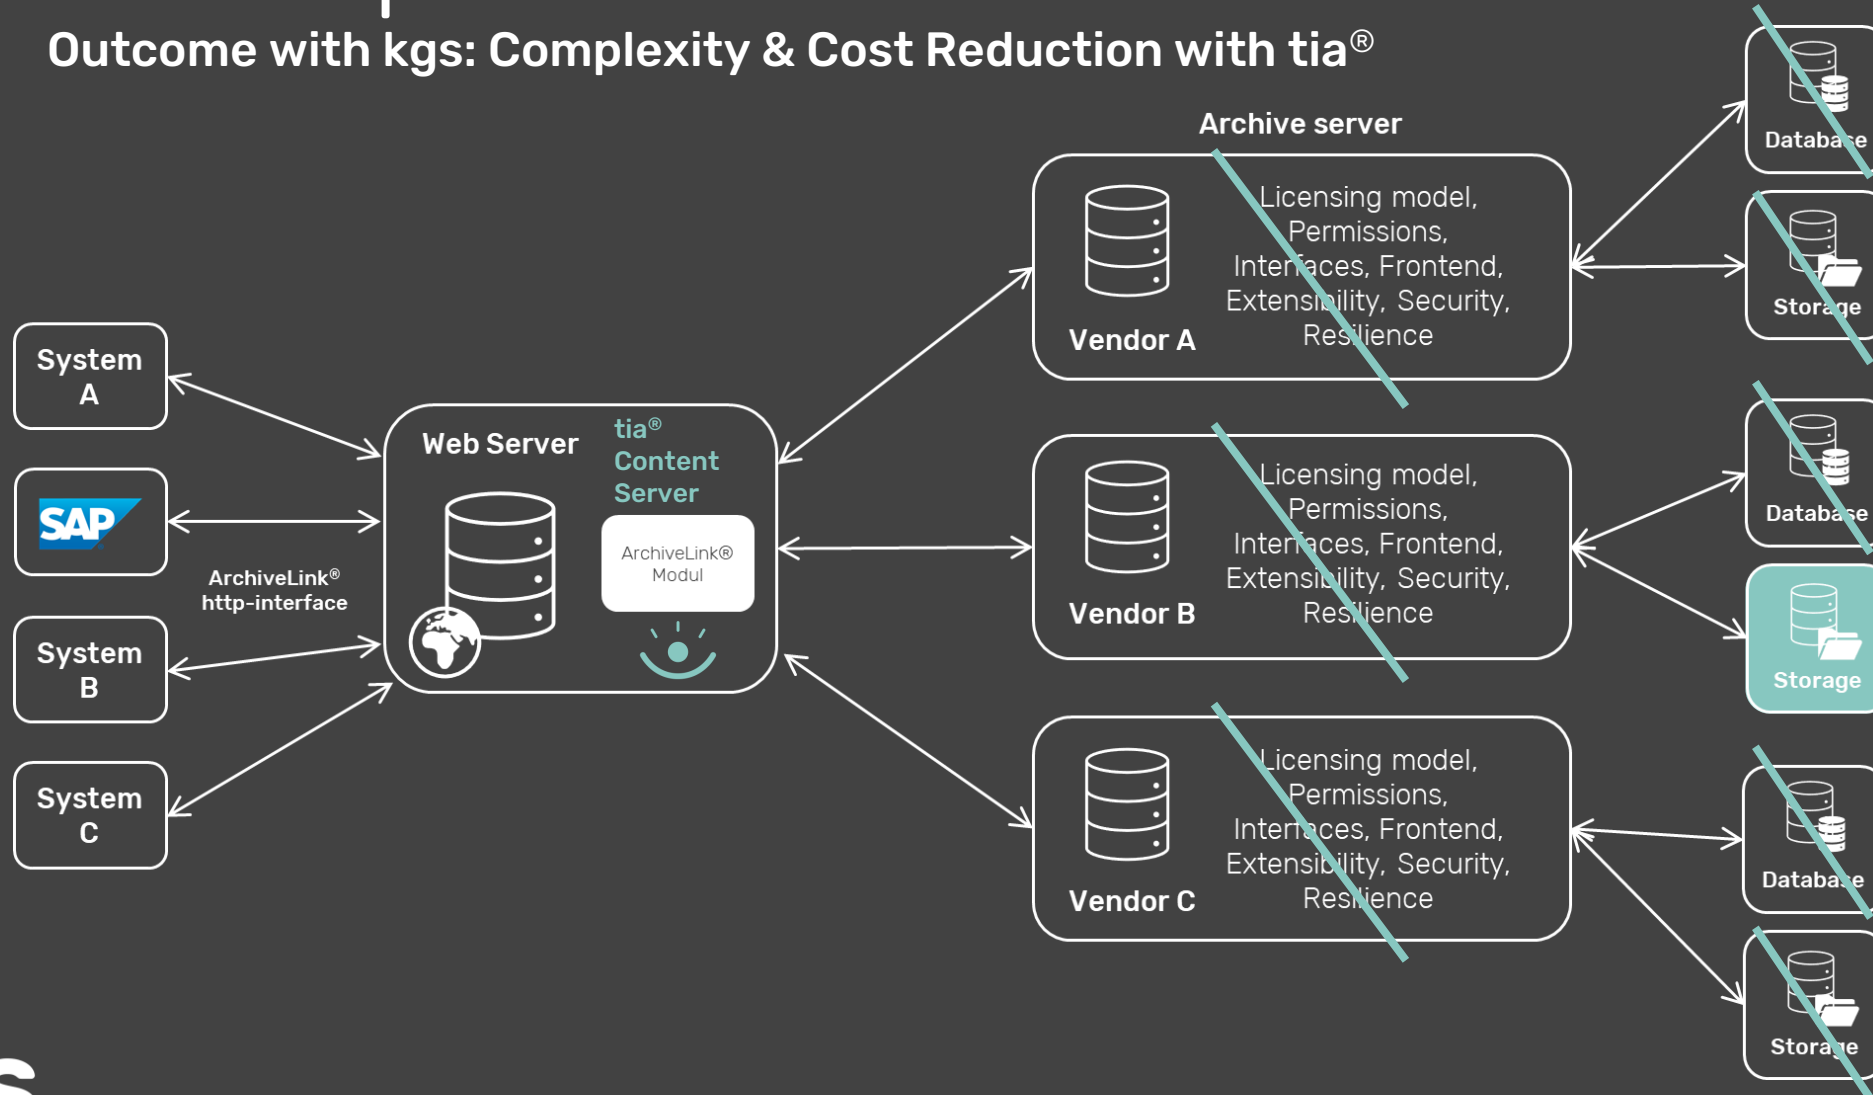 Outcome with kgs: Complexity & Cost Reduction with tia®
Archive server
System
A
SAP
ArchiveLink®
http-interface
System
B
System
C
Web Server
tia®
Content
Server
ArchiveLink®
Modul
Licensing model,
Permissions,
Interfaces, Frontend,
Extensibility, Security,
Resilience
Vendor A
Licensing model,
Permissions,
Interfaces, Frontend,
Extensibility, Security,
Resilience
Vendor B
Licensing model,
Permissions,
Interfaces, Frontend,
Extensibility, Security,
Resilience
Vendor C
Database
Storage
Database
Storage
Database
Storage